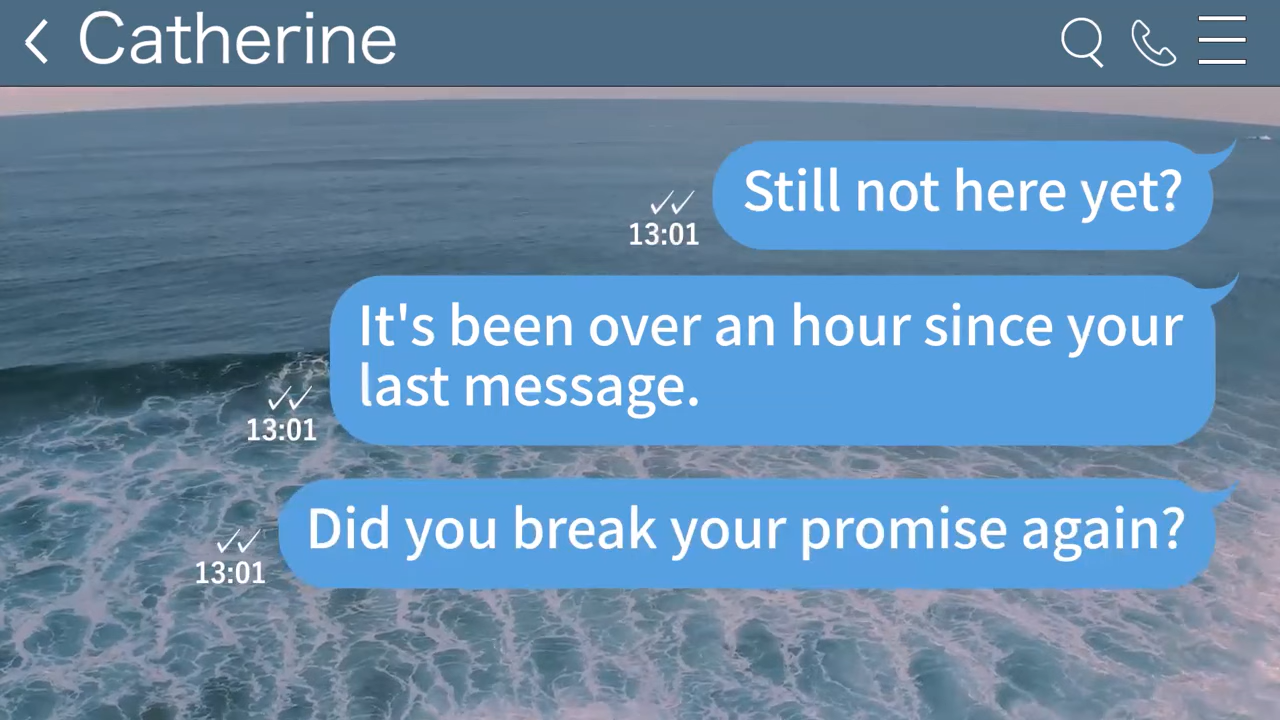 Catherine
Still not here yet?
13:01
It's been over an hour since your
last message.
13:01
Did you break your promise again?
13:01